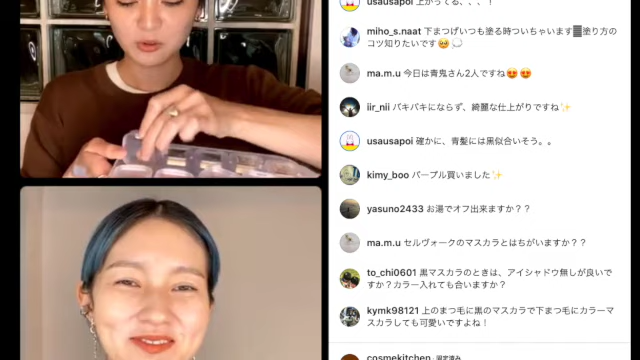 usausapoi 上がってる、、、！
miho_s.naat 下まつげいつも塗る時ついちゃいます▒塗り方の
コツ知りたいです🥺💭
ma.m.u 今日は青鬼さん2人ですね😍😍
iir_nii バキバキにならず、綺麗な仕上がりですね✨
usausapoi 確かに、青髪には黒似合いそう。。
kimy_boo パープル買いました✨
yasuno2433 お湯でオフ出来ますか？？
ma.m.u セルヴォークのマスカラとはちがいますか？？
to_chi0601 黒マスカラのときは、アイシャドウ無しが良いですか？カラー入れても合いますか？
kymk98121 上のまつ毛に黒のマスカラで下まつ毛にカラーマスカラしても可愛いですよね！
cosmekitchen 固定済み